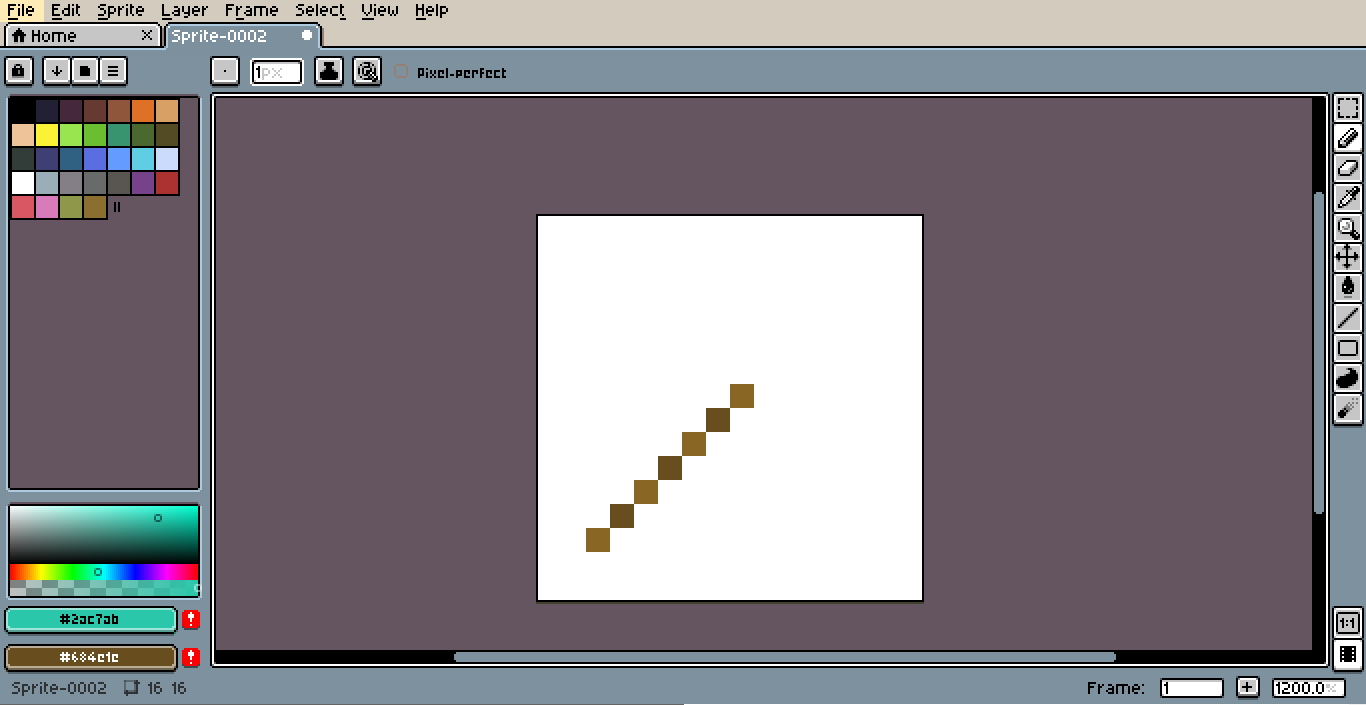 File Edit Sprite Layer Frame Select View Help
Home Sprite-0002
1px Pixel-perfect
#2ac7ab
#684e1e
1:1
Sprite-0002 16 16 Frame: 1 1200.0%